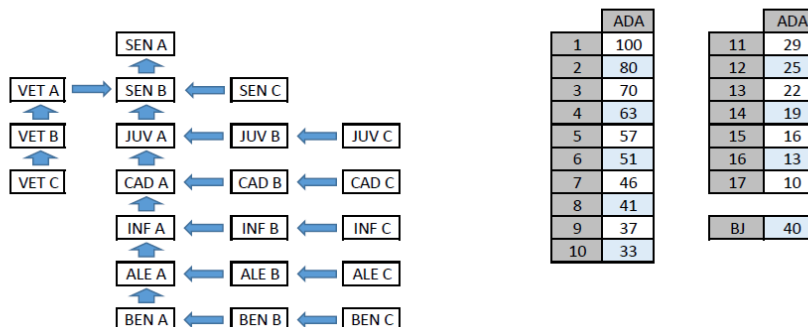 SEN A
VET A SEN B SEN C
VET B JUV A JUV B JUV C
VET C CAD A CAD B CAD C
INF A INF B INF C
ALE A ALE B ALE C
BEN A BEN B BEN C
ADA
1 100
2 80
3 70
4 63
5 57
6 51
7 46
8 41
9 37
10 33
ADA
11 29
12 25
13 22
14 19
15 16
16 13
17 10
BJ 40